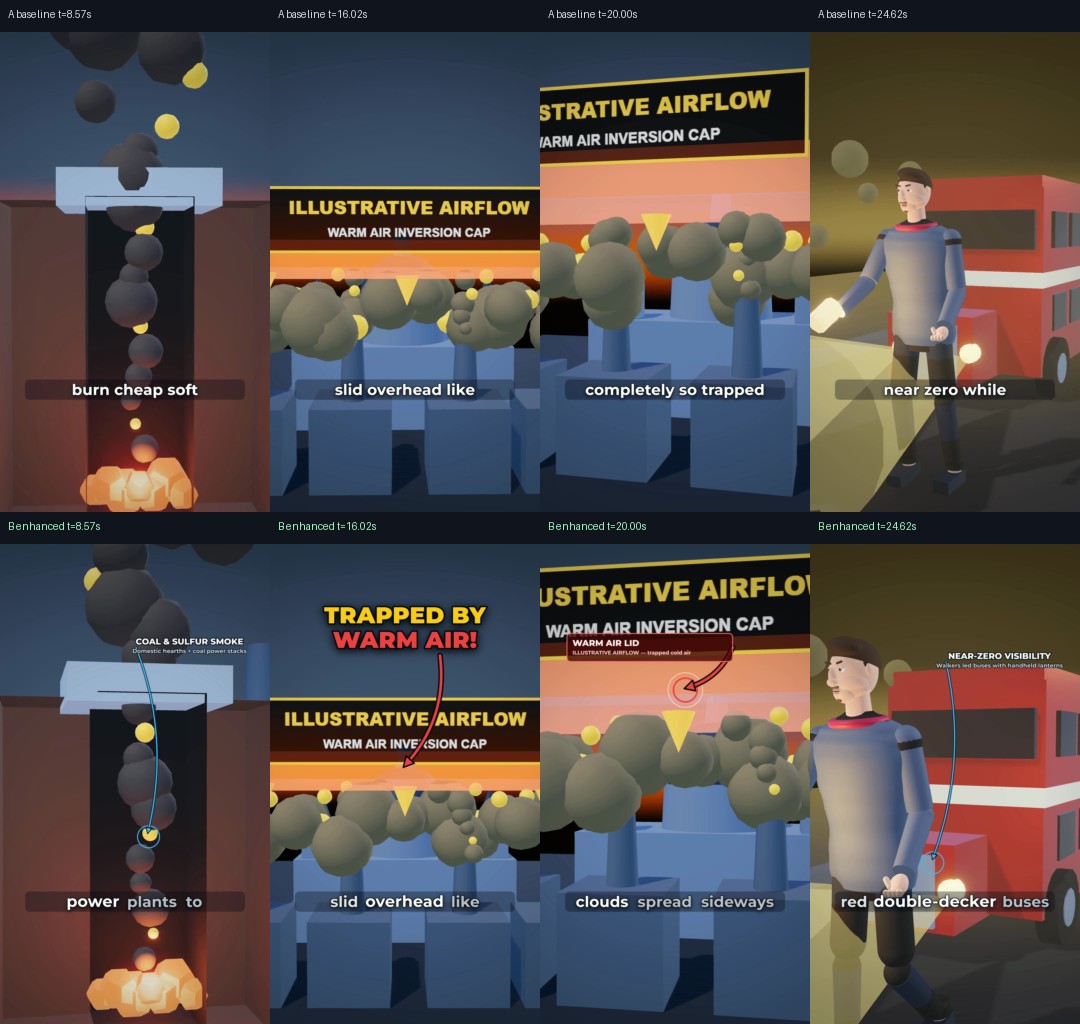 A baseline t=8.57s
A baseline t=16.02s
A baseline t=20.00s
A baseline t=24.62s
ILLUSTRATIVE AIRFLOW
WARM AIR INVERSION CAP
STRATIVE AIRFLOW
WARM AIR INVERSION CAP
burn cheap soft
slid overhead like
completely so trapped
near zero while
B enhanced t=8.57s
B enhanced t=16.02s
B enhanced t=20.00s
B enhanced t=24.62s
COAL & SULFUR SMOKE
Domestic hearths + coal power stacks
TRAPPED BY
WARM AIR!
ILLUSTRATIVE AIRFLOW
WARM AIR INVERSION CAP
USTRATIVE AIRFLOW
WARM AIR INVERSION CAP
WARM AIR LID
ILLUSTRATIVE AIRFLOW — trapped cold air
NEAR-ZERO VISIBILITY
Walkers led buses with handheld lanterns
power plants to
slid overhead like
clouds spread sideways
red double-decker buses